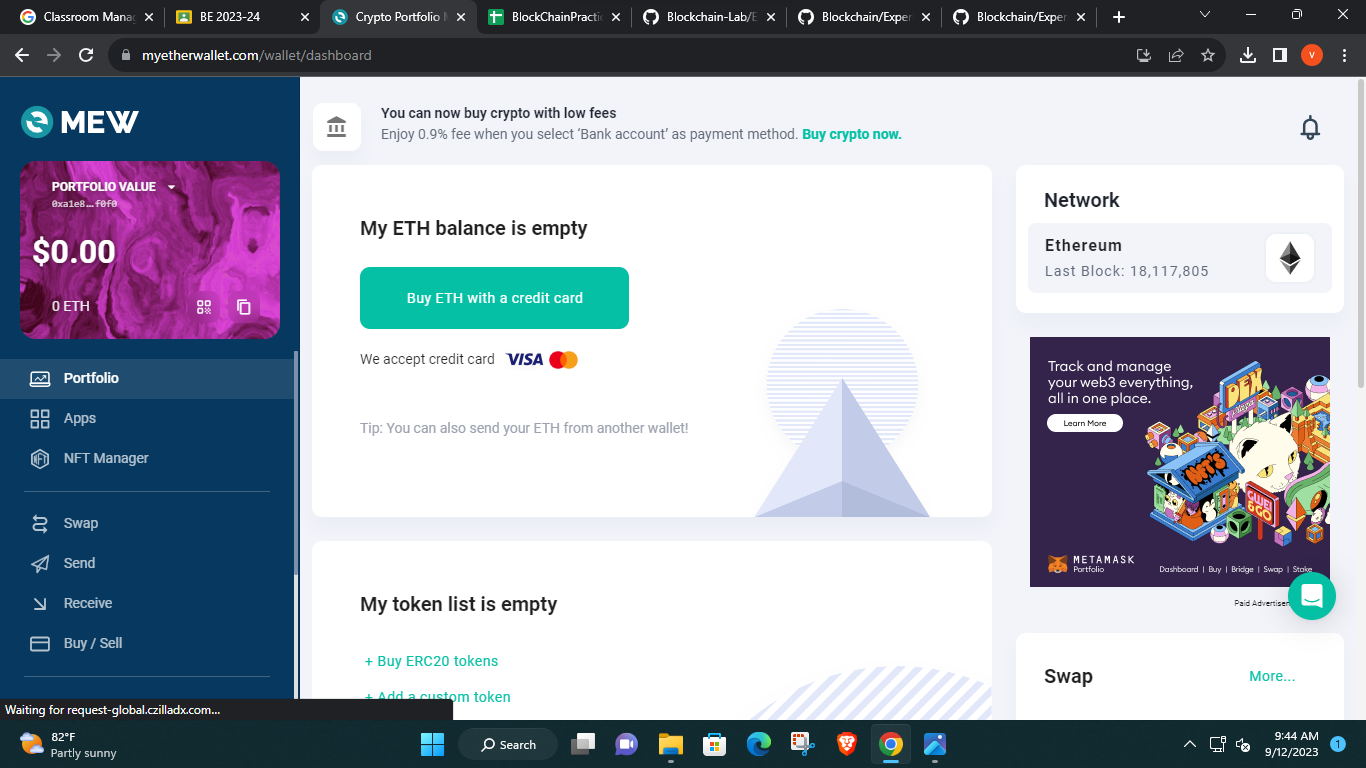 Classroom Manag
BE 2023-24
Crypto Portfolio M
BlockChainPractic
Blockchain-Lab/E
Blockchain/Exper
Blockchain/Exper
myetherwallet.com/wallet/dashboard
V
MEW
PORTFOLIO VALUE
0xa1e8...f0f0
$0.00
0 ETH
Portfolio
Apps
NFT Manager
Swap
Send
Receive
Buy / Sell
You can now buy crypto with low fees
Enjoy 0.9% fee when you select ‘Bank account’ as payment method. Buy crypto now.
My ETH balance is empty
Buy ETH with a credit card
We accept credit card VISA
Tip: You can also send your ETH from another wallet!
My token list is empty
+ Buy ERC20 tokens
+ Add a custom token
Network
Ethereum
Last Block: 18,117,805
Track and manage
your web3 everything,
all in one place.
Learn More
DEX
NFT's
GWEI
& GO
METAMASK
Portfolio
Dashboard | Buy | Bridge | Swap | Stake
Paid Advertisen
Swap
More...
Waiting for request-global.czilladx.com...
82°F
Partly sunny
Search
9:44 AM
9/12/2023
1